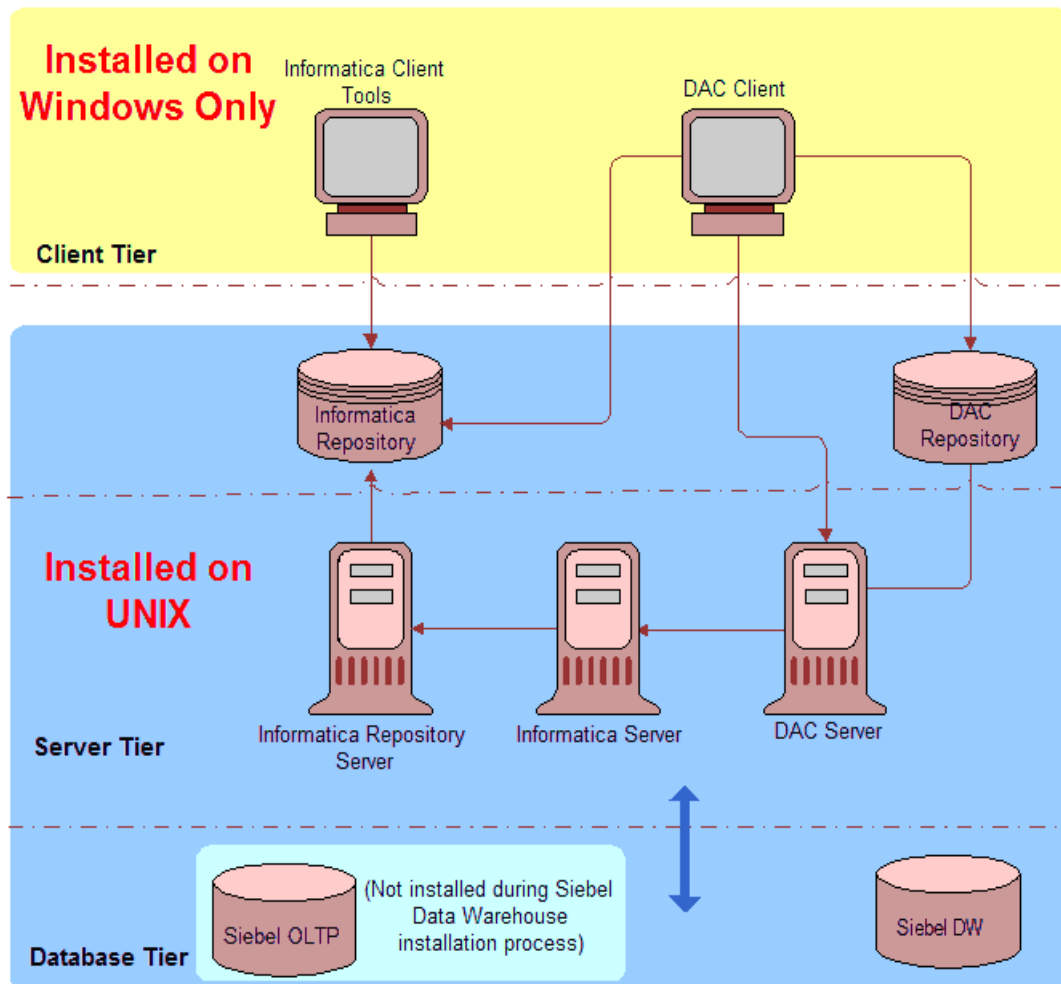 Installed on
Windows Only
Informatica Client
Tools
DAC Client
Client Tier
Informatica
Repository
DAC
Repository
Installed on
UNIX
Informatica Repository
Server
Informatica Server
DAC Server
Server Tier
Siebel OLTP
(Not installed during Siebel
Data Warehouse
installation process)
Siebel DW
Database Tier